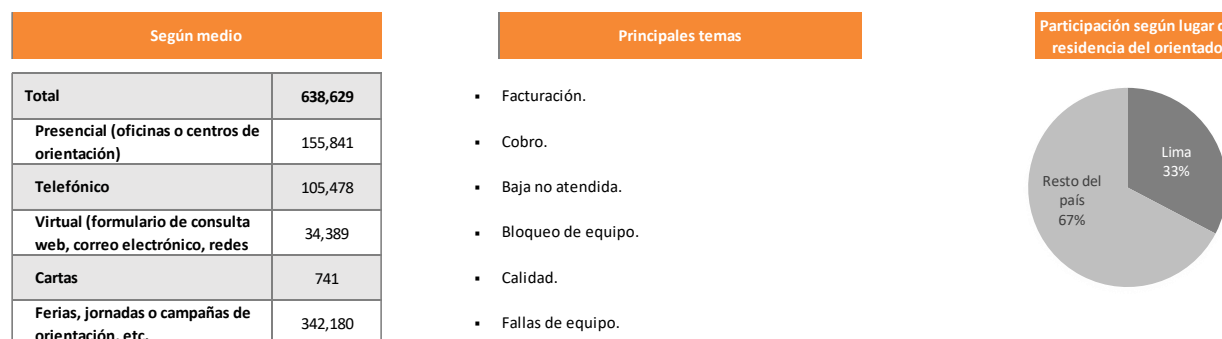 Según medio
Total 638,629
Presencial (oficinas o centros de
orientación) 155,841
Telefónico 105,478
Virtual (formulario de consulta
web, correo electrónico, redes 34,389
Cartas 741
Ferias, jornadas o campañas de
orientación, etc. 342,180
Principales temas
▪ Facturación.
▪ Cobro.
▪ Baja no atendida.
▪ Bloqueo de equipo.
▪ Calidad.
▪ Fallas de equipo.
Participación según lugar
residencia del orientado
Lima
33%
Resto del
país
67%